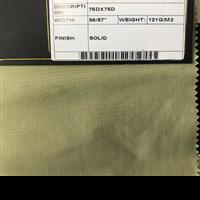 DESCRIPTI 75DX75D
ON:
WIDTH: 56/57" WEIGHT: 121G/M2
FINISH: SOLID